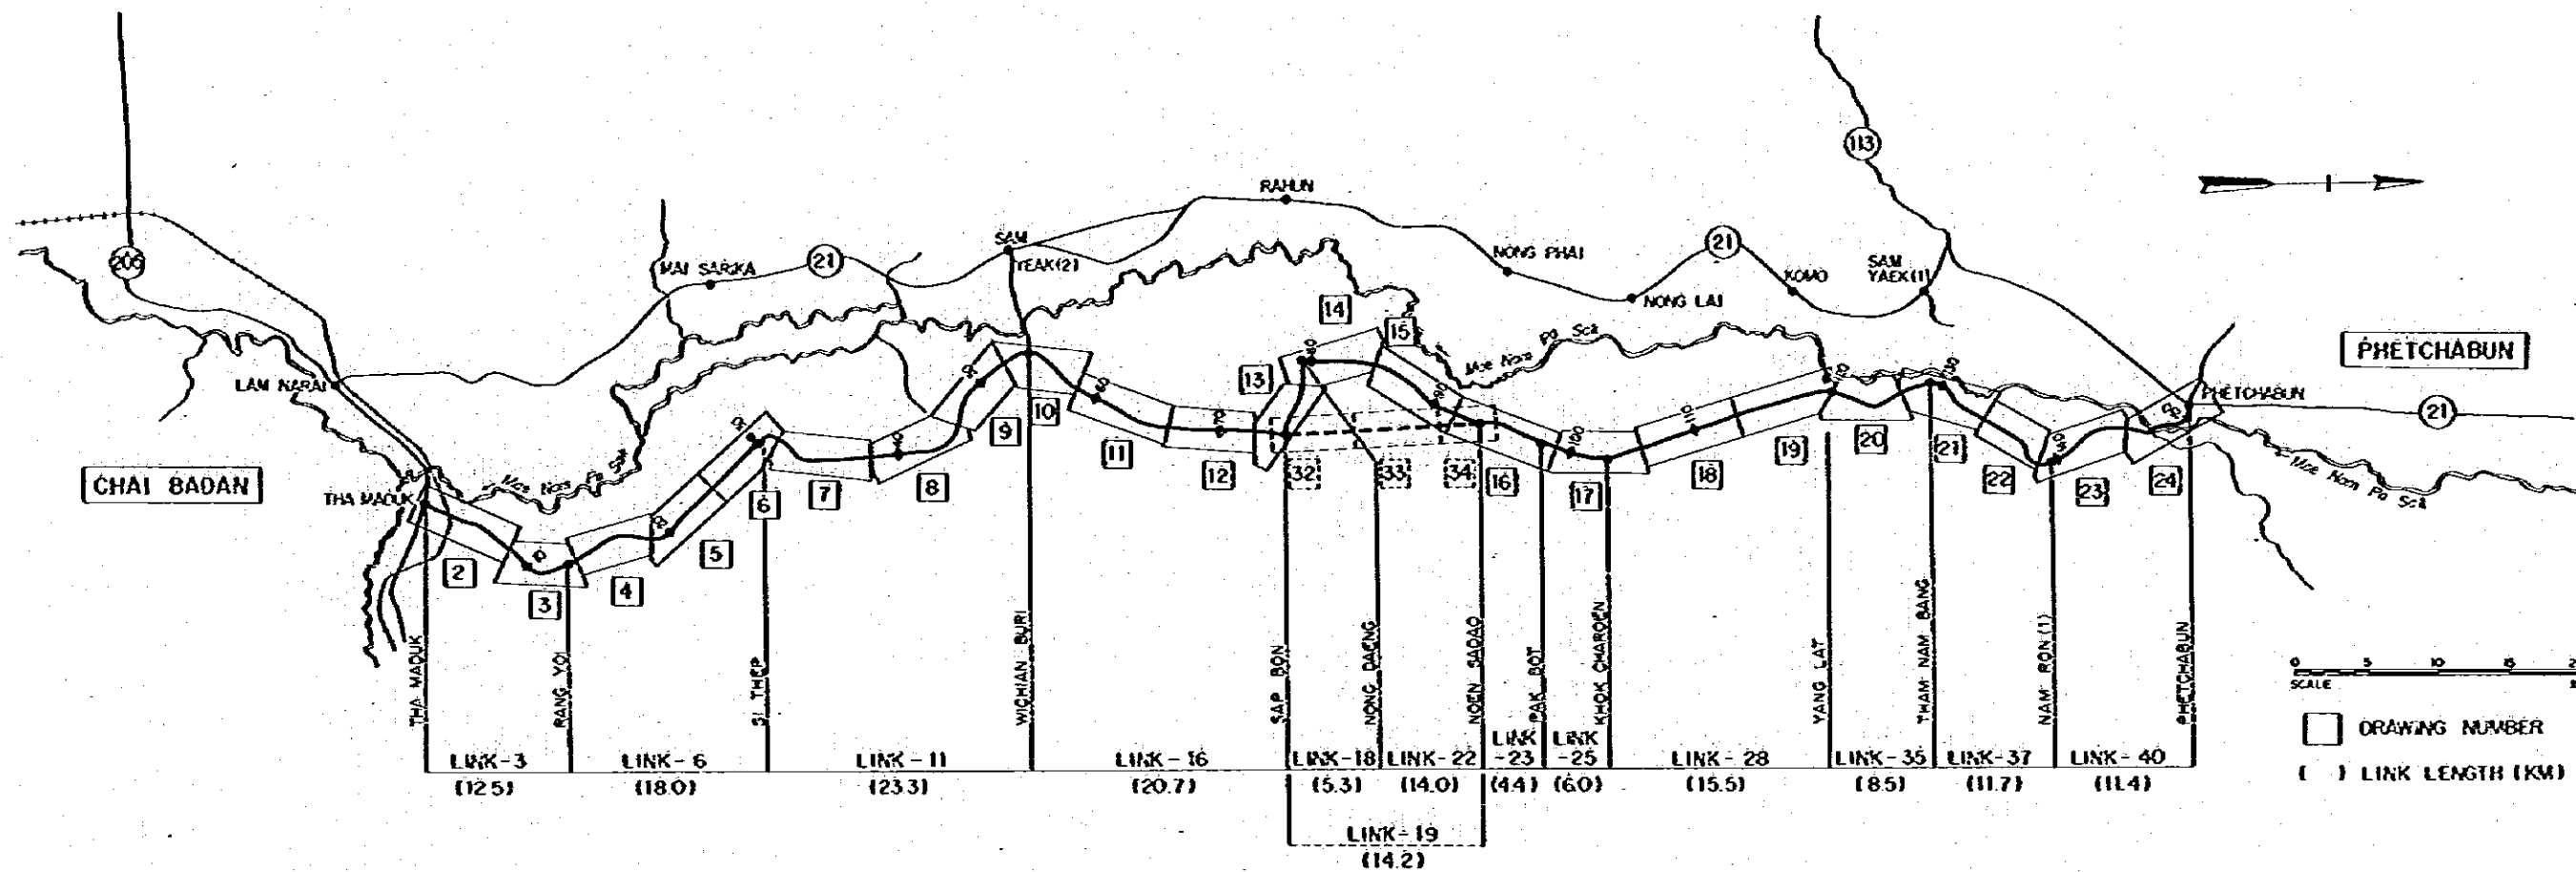 113
205
RAHUN
SAM
YEAK(2)
MAI SARIKA
21
NONG PHAI
21
SAM
YAEK(1)
KOMO
NONG LAI
14
15
Mae Nam Pa Sak
PHETCHABUN
LAM NARAI
13
PHETCHABUN
21
10
9
11
20
21
19
CHAI BADAN
THA MADUK
Mae Nam Pa Sak
8
7
6
12
32
33
34
16
17
18
22
23
24
Mae Nam Pa Sak
2
3
4
5
THA MADUK
RANG YOI
SI THEP
WICHIAN BURI
SAP BON
NONG DAENG
NOEN SADAO
PAK BOT
KHOK CHAROEN
YANG LAT
THAM NAM BANG
NAM RON(1)
PHETCHABUN
0 5 10 15
SCALE
DRAWING NUMBER
( ) LINK LENGTH (KM)
LINK-3
LINK-6
LINK-11
LINK-16
LINK-18
LINK-22
LINK
-23
LINK
-25
LINK-28
LINK-35
LINK-37
LINK-40
(12.5)
(18.0)
(23.3)
(20.7)
(5.3)
(14.0)
(4.4)
(6.0)
(15.5)
(8.5)
(11.7)
(11.4)
LINK-19
(14.2)